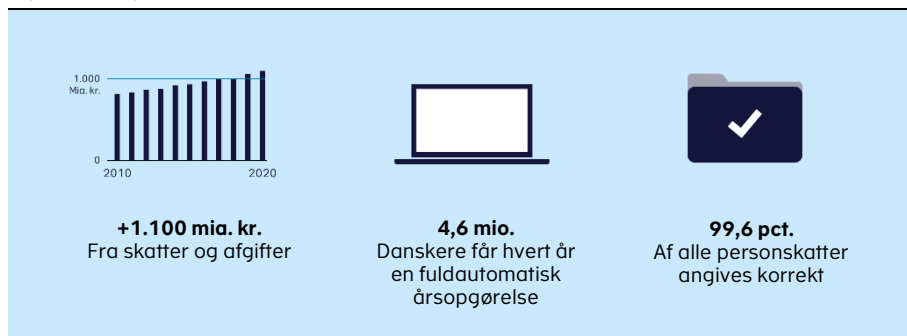 1.000
Mia. kr.
0
2010
2020
+1.100 mia. kr.
Fra skatter og afgifter
4,6 mio.
Danskere får hvert år
en fuldautomatisk
årsopgørelse
99,6 pct.
Af alle personskatter
angives korrekt